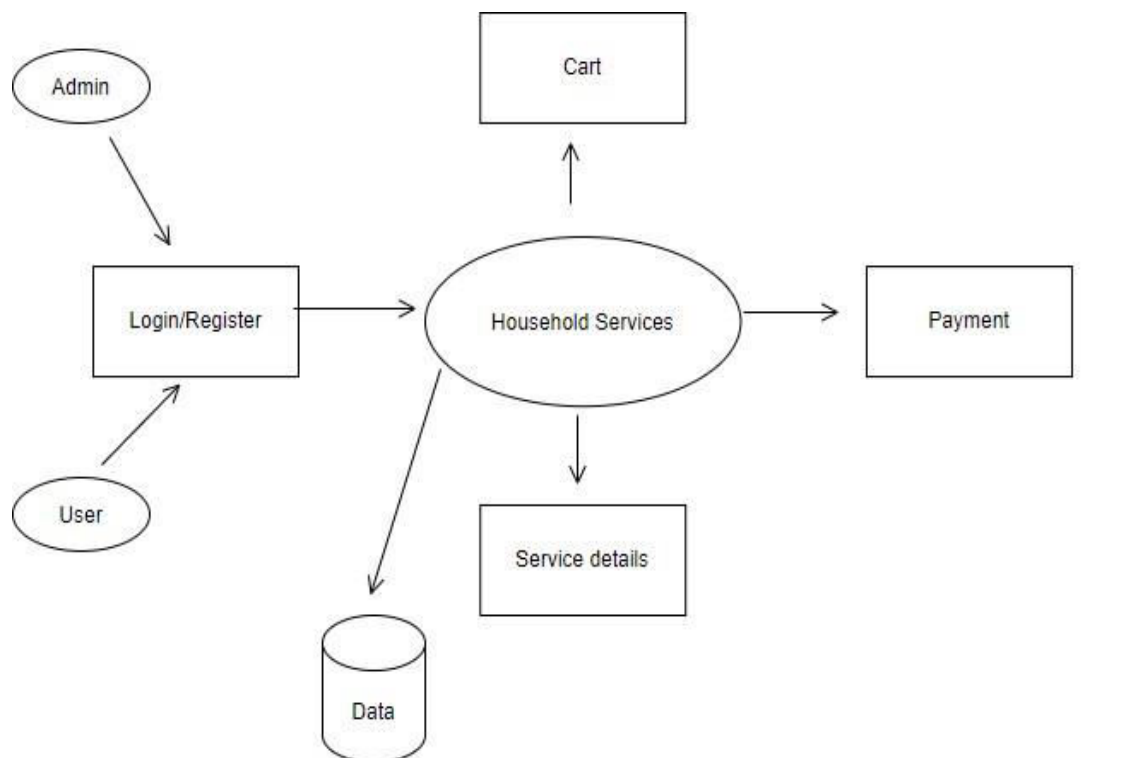 Cart
Admin
Login/Register
Household Services
Payment
User
Service details
Data